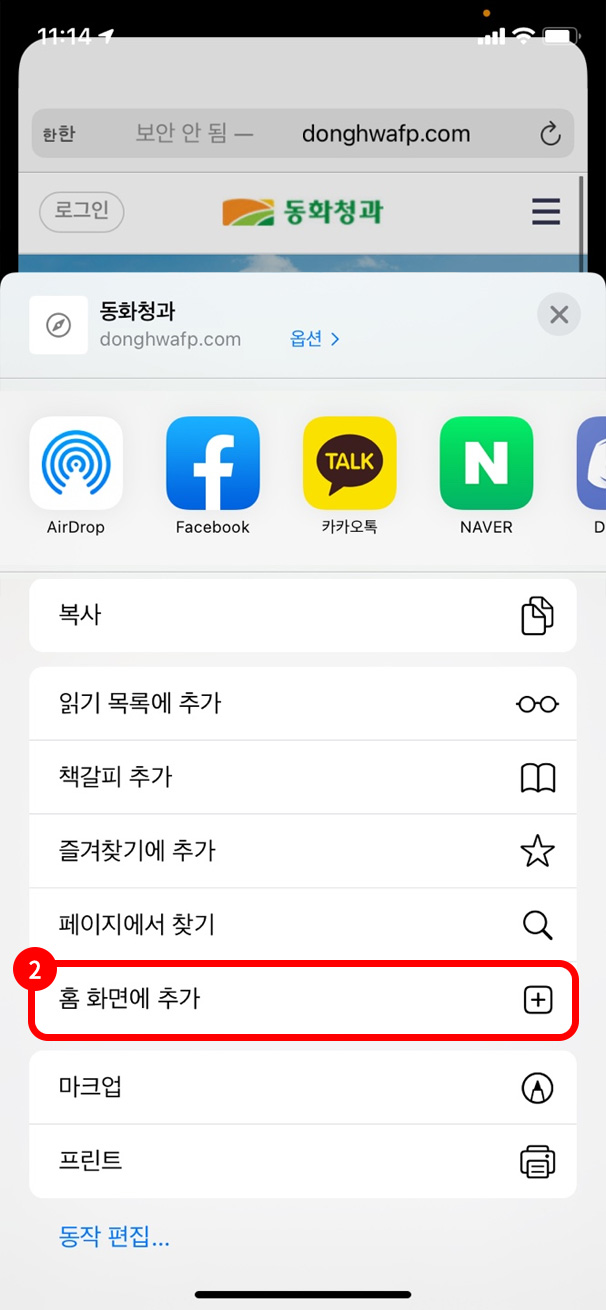 11:14
한한 보안 안 됨 — donghwafp.com
로그인 동화청과
동화청과
donghwafp.com 옵션 >
TALK N
AirDrop Facebook 카카오톡 NAVER D
복사
읽기 목록에 추가
책갈피 추가
즐겨찾기에 추가
페이지에서 찾기
2
홈 화면에 추가
마크업
프린트
동작 편집...